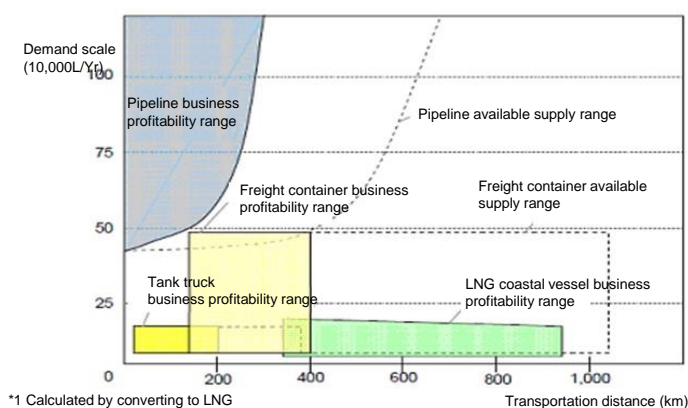 Demand scale
(10,000L/Yr)
100
Pipeline business
profitability range
Pipeline available supply range
75
Freight container business
profitability range
Freight container available
supply range
50
Tank truck
business profitability range
LNG coastal vessel business
profitability range
25
0
200
400
600
800
1,000
*1 Calculated by converting to LNG
Transportation distance (km)